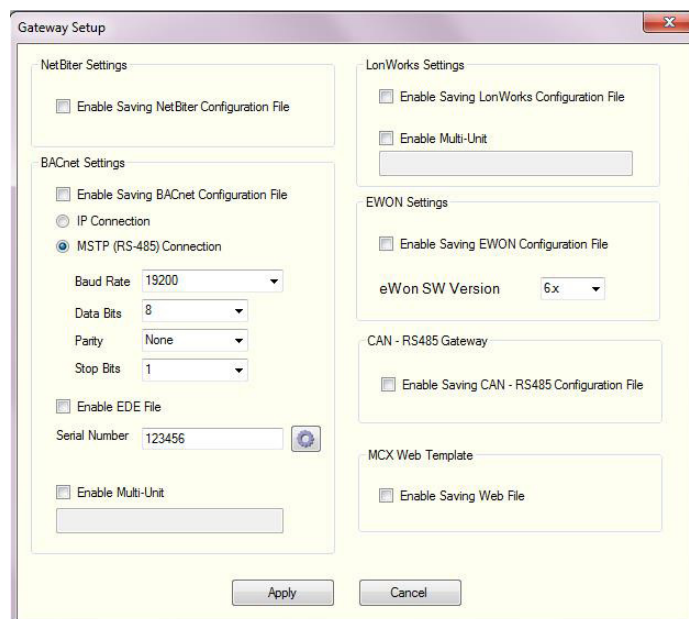 Gateway Setup
NetBiter Settings
Enable Saving NetBiter Configuration File
BACnet Settings
Enable Saving BACnet Configuration File
IP Connection
MSTP (RS-485) Connection
Baud Rate 19200
Data Bits 8
Parity None
Stop Bits 1
Enable EDE File
Serial Number 123456
Enable Multi-Unit
LonWorks Settings
Enable Saving LonWorks Configuration File
Enable Multi-Unit
EWON Settings
Enable Saving EWON Configuration File
eWon SW Version 6.x
CAN - RS485 Gateway
Enable Saving CAN - RS485 Configuration File
MCX Web Template
Enable Saving Web File
Apply Cancel